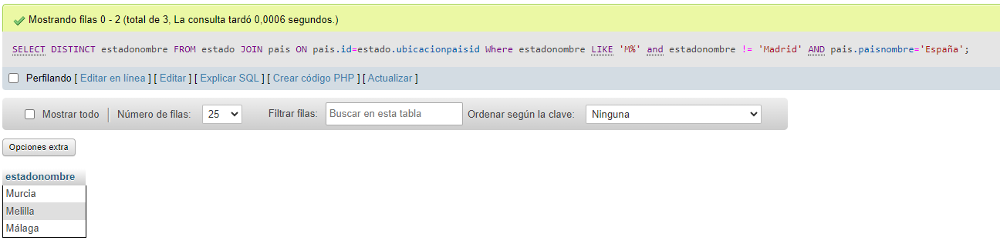 Mostrando filas 0 - 2 (total de 3, La consulta tardó 0,0006 segundos.)
SELECT DISTINCT estadonombre FROM estado JOIN pais ON pais.id=estado.ubicacionpaisid Where estadonombre LIKE 'M%' and estadonombre != 'Madrid' AND pais.paisnombre='España';
Perfilando [ Editar en línea ] [ Editar ] [ Explicar SQL ] [ Crear código PHP ] [ Actualizar ]
Mostrar todo | Número de filas: 25 Filtrar filas: Buscar en esta tabla Ordenar según la clave: Ninguna
Opciones extra
estadonombre
Murcia
Melilla
Málaga